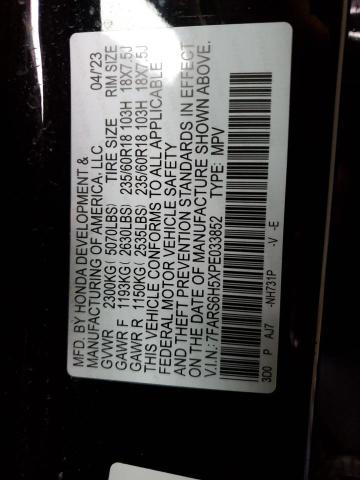 MFD. BY HONDA DEVELOPMENT & 04/'23
MANUFACTURING OF AMERICA, LLC
GVWR 2300KG ( 5070LBS) TIRE SIZE RIM SIZE
GAWR F 1193KG ( 2630LBS) 235/60R18 103H 18X7.5J
GAWR R 1150KG ( 2535LBS) 235/60R18 103H 18X7.5J
THIS VEHICLE CONFORMS TO ALL APPLICABLE
FEDERAL MOTOR VEHICLE SAFETY
AND THEFT PREVENTION STANDARDS IN EFFECT
ON THE DATE OF MANUFACTURE SHOWN ABOVE.
V.I.N.: 7FARS6H5XPE033852 TYPE: MPV
3D0 P AJ7 -NH731P -V -E